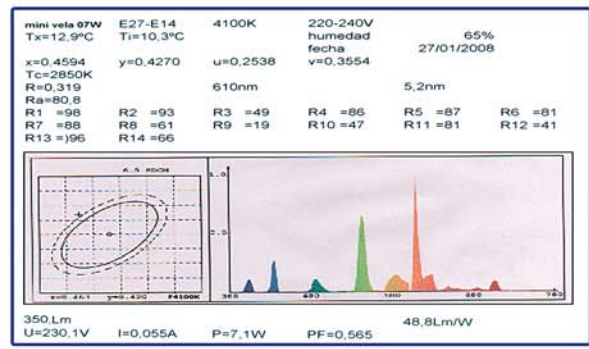 mini vela 07W E27-E14 4100K 220-240V
Tx=12,9ºC Ti=10,3ºC humedad 65%
fecha 27/01/2008
x=0,4594 y=0,4270 u=0,2538 v=0,3554
Tc=2850K
R=0,319 610nm 5,2nm
Ra=80,8
R1 =98 R2 =93 R3 =49 R4 =86 R5 =87 R6 =81
R7 =88 R8 =61 R9 =19 R10 =47 R11 =81 R12 =41
R13 =)96 R14 =66
1.0
x=0.463 y=0.420 F4100K
350,Lm 48,8Lm/W
U=230,1V I=0,055A P=7,1W PF=0,565